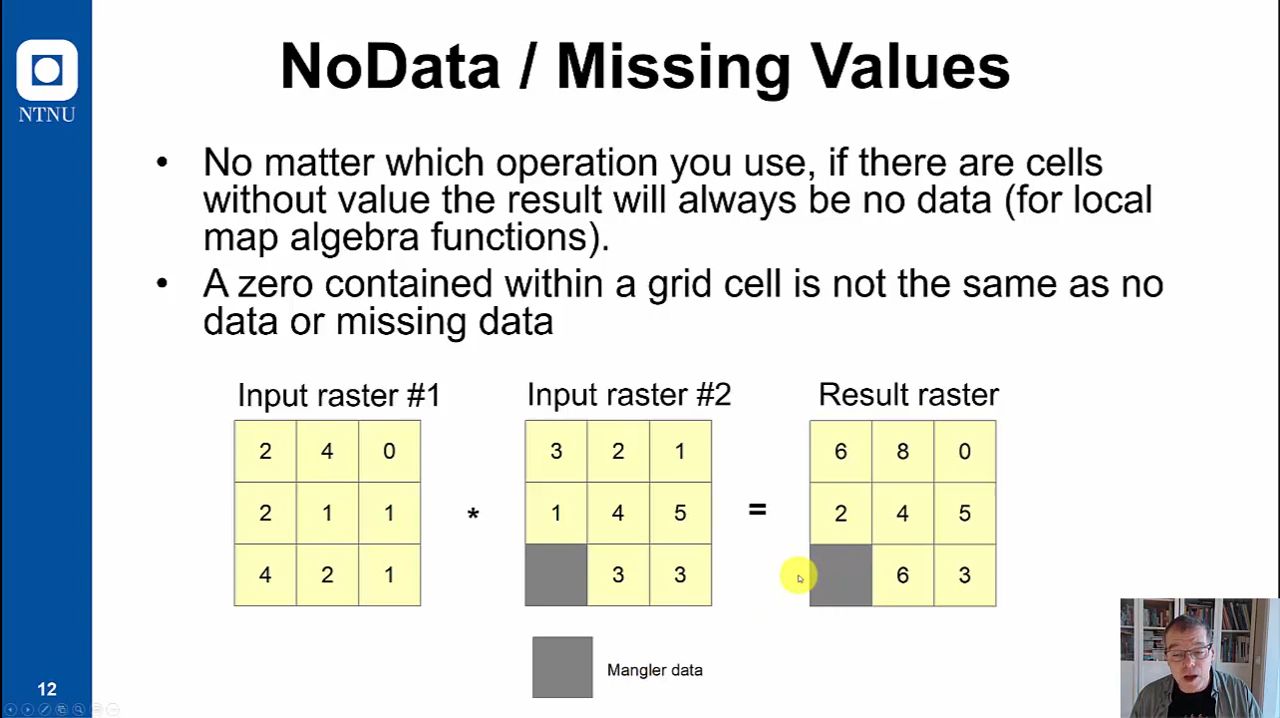 NoData / Missing Values
NTNU
• No matter which operation you use, if there are cells
without value the result will always be no data (for local
map algebra functions).
• A zero contained within a grid cell is not the same as no
data or missing data
Input raster #1
Input raster #2
Result raster
2 4 0
3 2 1
6 8 0
2 1 1
*
1 4 5
=
2 4 5
4 2 1
3 3
6 3
Mangler data
12